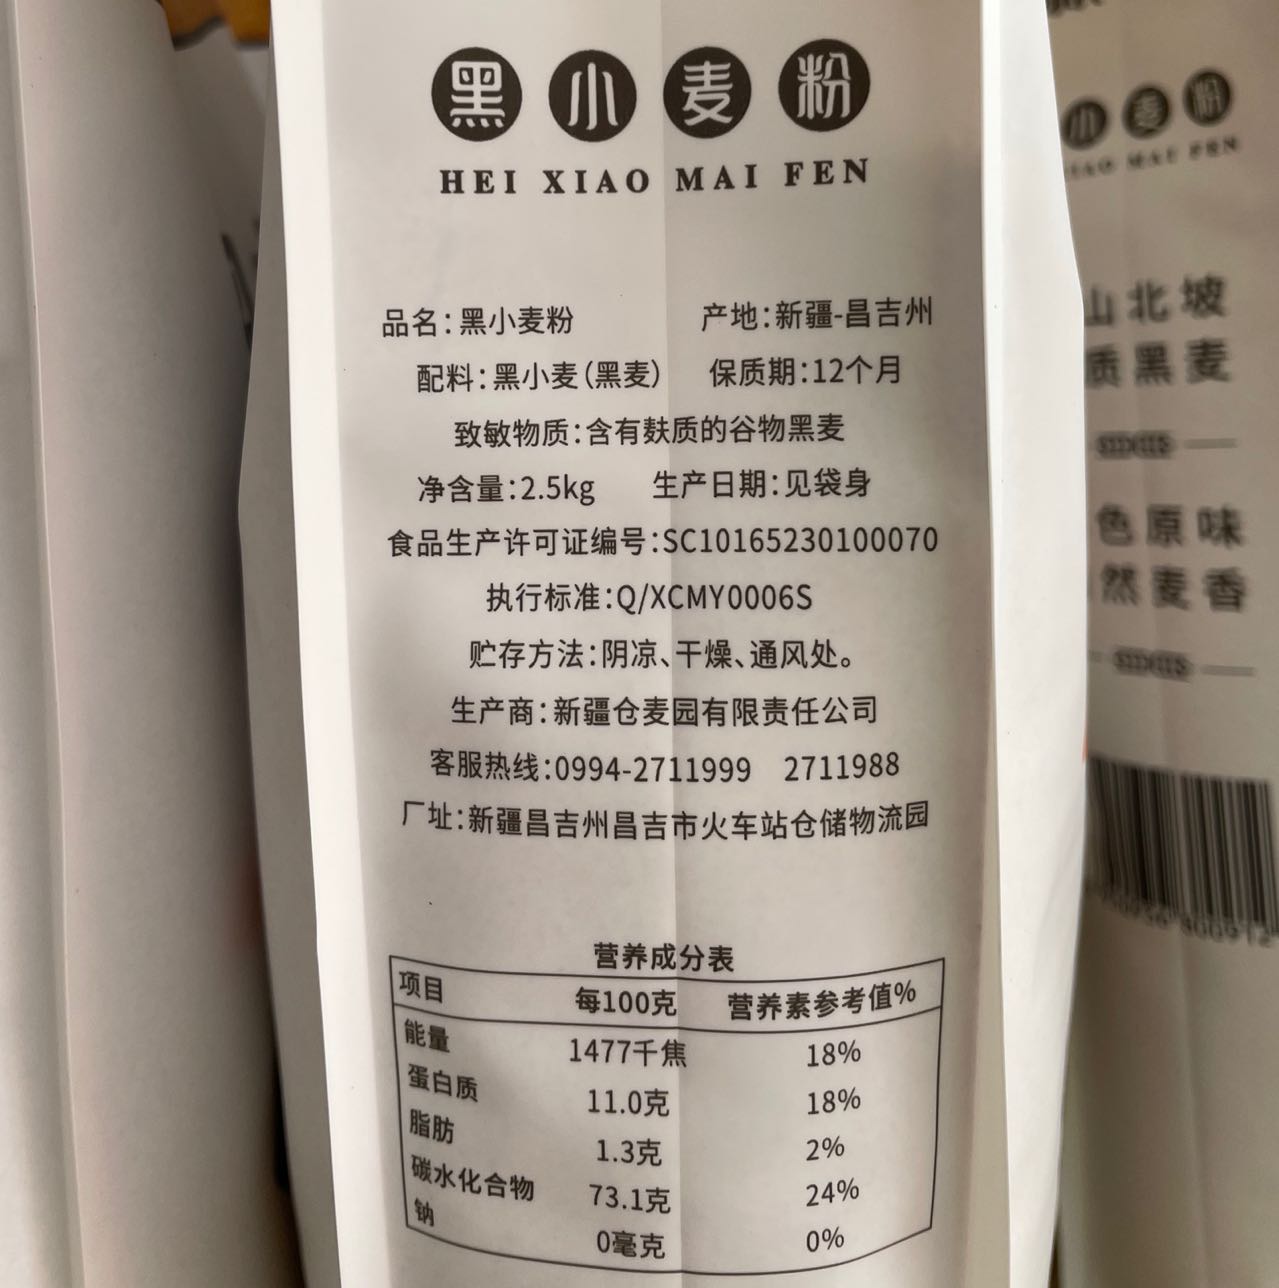 黑小麦粉
HEI XIAO MAI FEN
品名:黑小麦粉 产地:新疆-昌吉州
配料:黑小麦(黑麦) 保质期:12个月
致敏物质:含有麸质的谷物黑麦
净含量:2.5kg 生产日期:见袋身
食品生产许可证编号:SC10165230100070
执行标准:Q/XCMY0006S
贮存方法:阴凉、干燥、通风处。
生产商:新疆仓麦园有限责任公司
客服热线:0994-2711999 2711988
厂址:新疆昌吉州昌吉市火车站仓储物流园
营养成分表
项目 每100克 营养素参考值%
能量 1477千焦 18%
蛋白质 11.0克 18%
脂肪 1.3克 2%
碳水化合物 73.1克 24%
钠 0毫克 0%
小麦粉
IAO MAI FEN
山北坡
质黑麦
色原味
然麦香